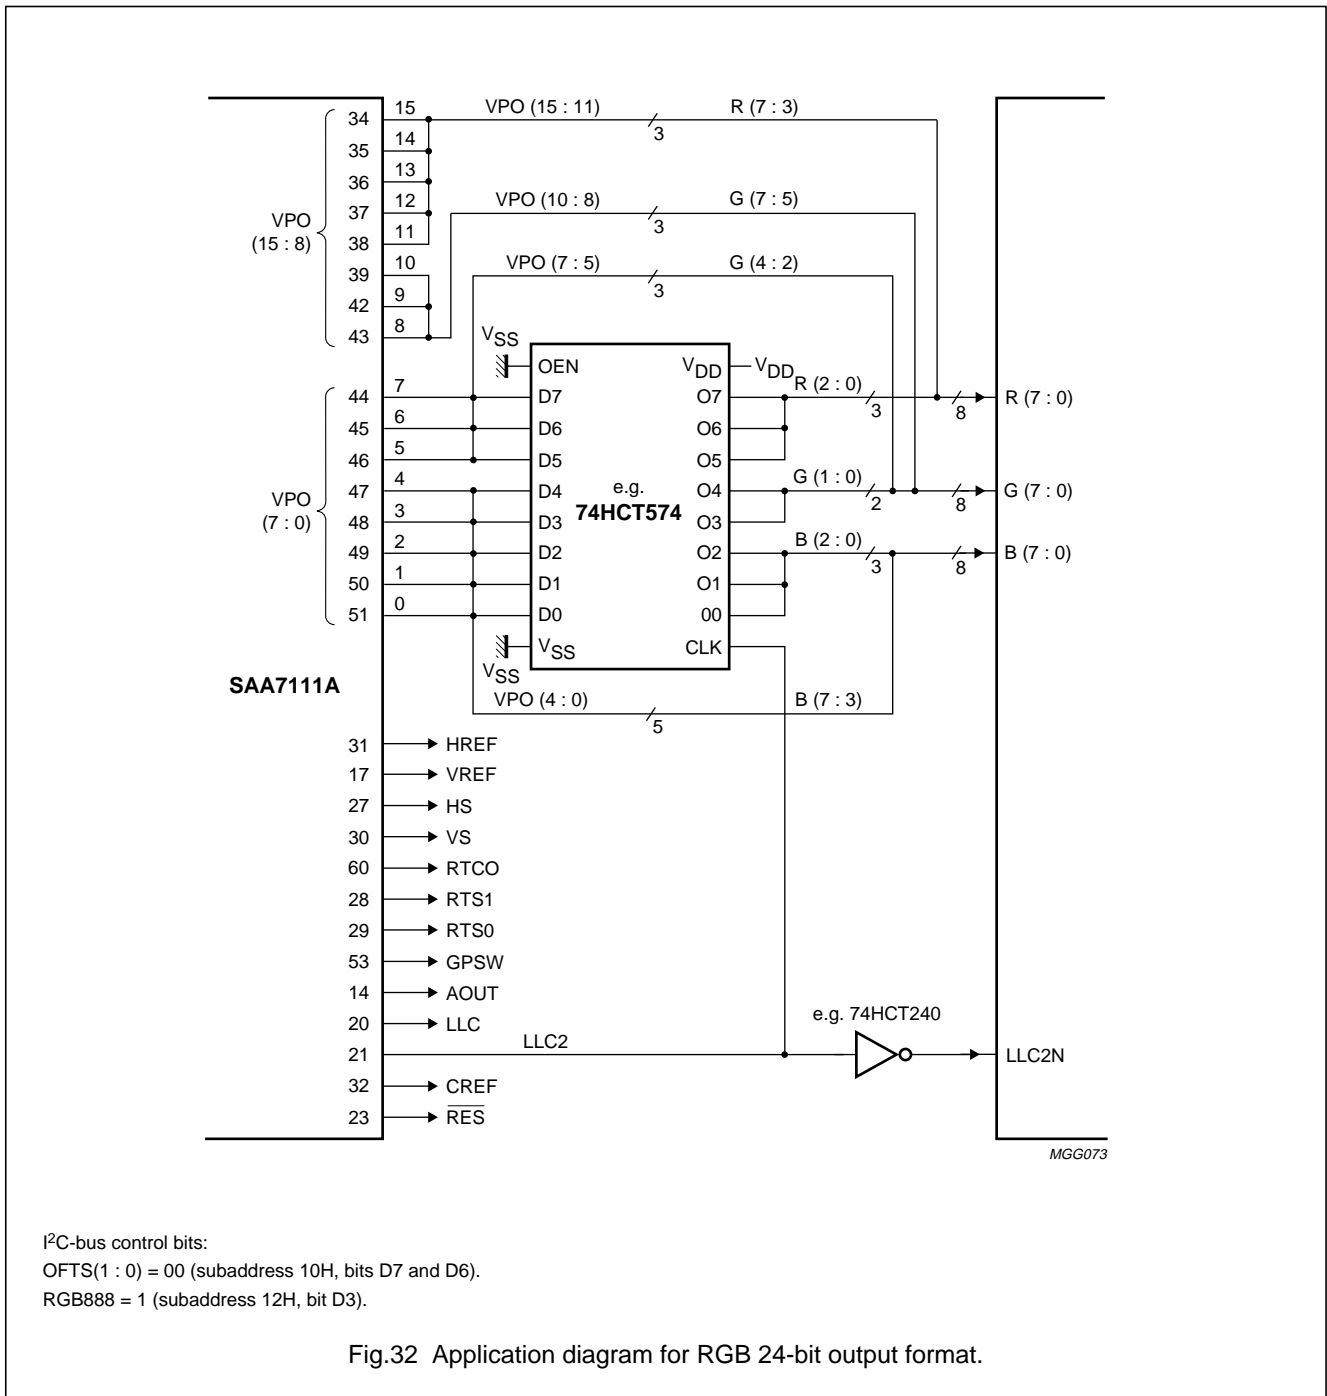 34 15 VPO (15 : 11) 3 R (7 : 3)
35 14
36 13
37 12 VPO (10 : 8) 3 G (7 : 5)
VPO
(15 : 8)
38 11
39 10 VPO (7 : 5) 3 G (4 : 2)
42 9
43 8
VSS OEN VDD VDD
44 7 D7 O7 R (2 : 0) 3 8 R (7 : 0)
45 6 D6 O6
46 5 D5 O5
47 4 D4 e.g. O4 G (1 : 0) 2 8 G (7 : 0)
VPO
(7 : 0)
48 3 D3 74HCT574 O3
49 2 D2 O2 B (2 : 0) 3 8 B (7 : 0)
50 1 D1 O1
51 0 D0 00
VSS VSS CLK
SAA7111A
VPO (4 : 0) 5 B (7 : 3)
31 HREF
17 VREF
27 HS
30 VS
60 RTCO
28 RTS1
29 RTS0
53 GPSW
14 AOUT
20 LLC
e.g. 74HCT240
21 LLC2 LLC2N
32 CREF
23 RES
MGG073
I2C-bus control bits:
OFTS(1 : 0) = 00 (subaddress 10H, bits D7 and D6).
RGB888 = 1 (subaddress 12H, bit D3).
Fig.32 Application diagram for RGB 24-bit output format.